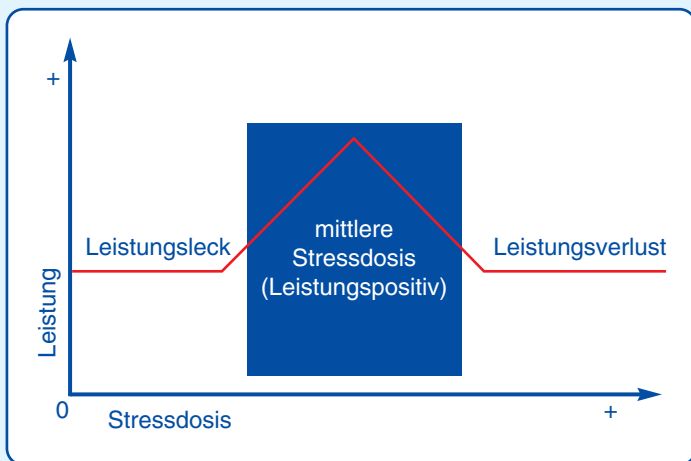 +
Leistungsleck
mittlere
Stressdosis
(Leistungspositiv)
Leistungsverlust
Leistung
0
Stressdosis
+